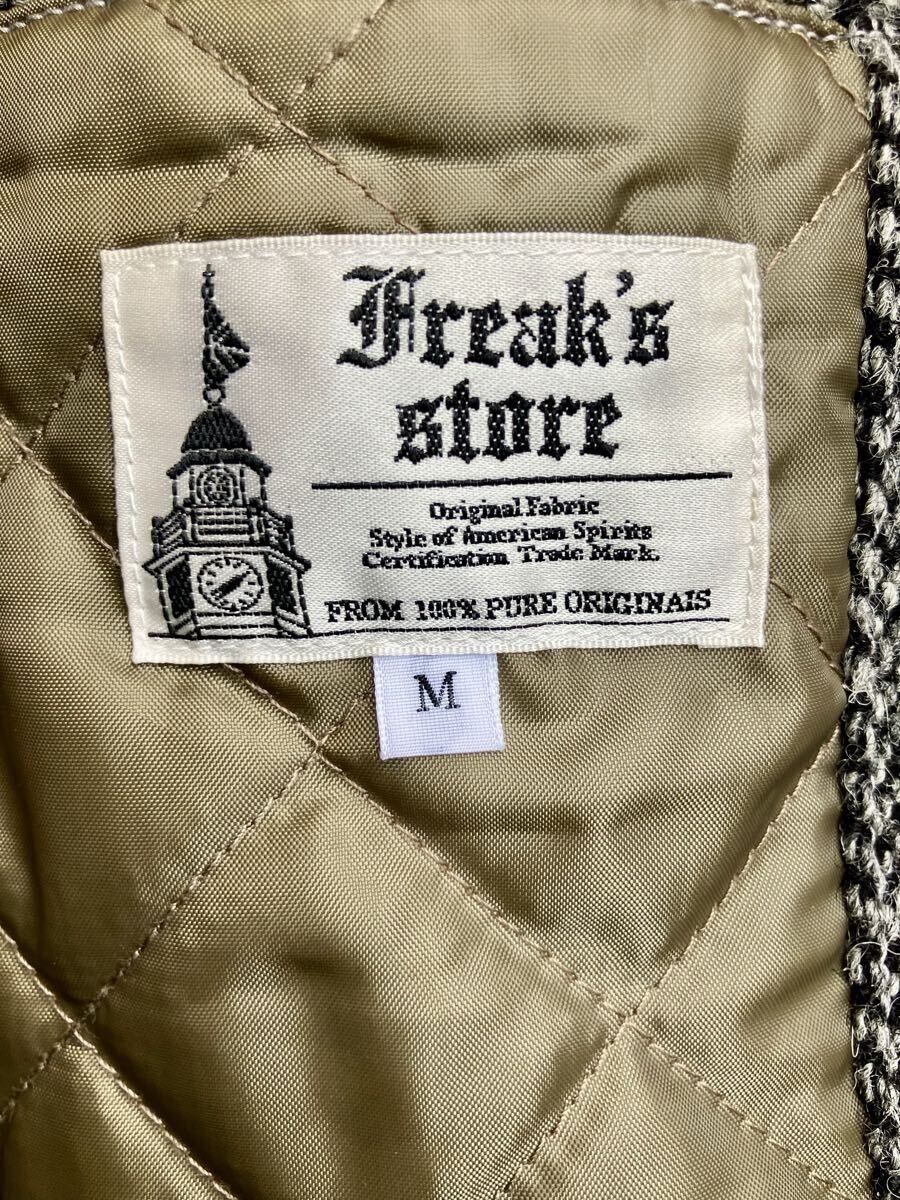 Freak's
store
Original Fabric
Style of American Spirits
Certification Trade Mark.
FROM 100% PURE ORIGINAIS
M